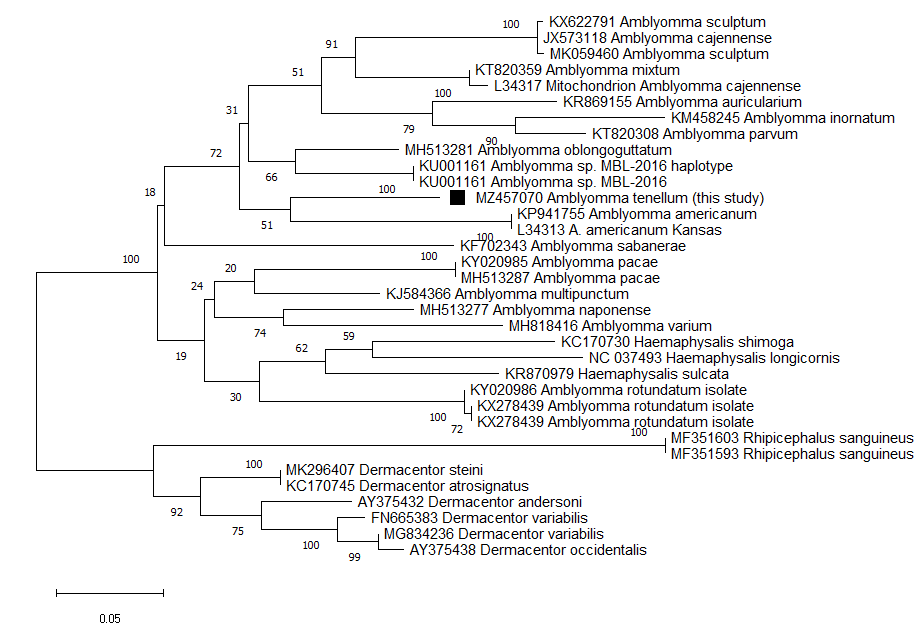 100 KX622791 Amblyomma sculptum
91 JX573118 Amblyomma cajennense
MK059460 Amblyomma sculptum
51 KT820359 Amblyomma mixtum
L34317 Mitochondrion Amblyomma cajennense
100 KR869155 Amblyomma auricularium
31 KM458245 Amblyomma inornatum
79 90 KT820308 Amblyomma parvum
72 MH513281 Amblyomma oblongoguttatum
KU001161 Amblyomma sp. MBL-2016 haplotype
66 KU001161 Amblyomma sp. MBL-2016
18 100 MZ457070 Amblyomma tenellum (this study)
KP941755 Amblyomma americanum
51 100 L34313 A. americanum Kansas
KF702343 Amblyomma sabanerae
100 100 KY020985 Amblyomma pacae
20 MH513287 Amblyomma pacae
24 KJ584366 Amblyomma multipunctum
MH513277 Amblyomma naponense
74 MH818416 Amblyomma varium
59 KC170730 Haemaphysalis shimoga
19 62 NC 037493 Haemaphysalis longicornis
KR870979 Haemaphysalis sulcata
30 KY020986 Amblyomma rotundatum isolate
KX278439 Amblyomma rotundatum isolate
100 72 KX278439 Amblyomma rotundatum isolate
100 MF351603 Rhipicephalus sanguineus
MF351593 Rhipicephalus sanguineus
100 MK296407 Dermacentor steini
KC170745 Dermacentor atrosignatus
92 AY375432 Dermacentor andersoni
FN665383 Dermacentor variabilis
75 MG834236 Dermacentor variabilis
100 99 AY375438 Dermacentor occidentalis
0.05